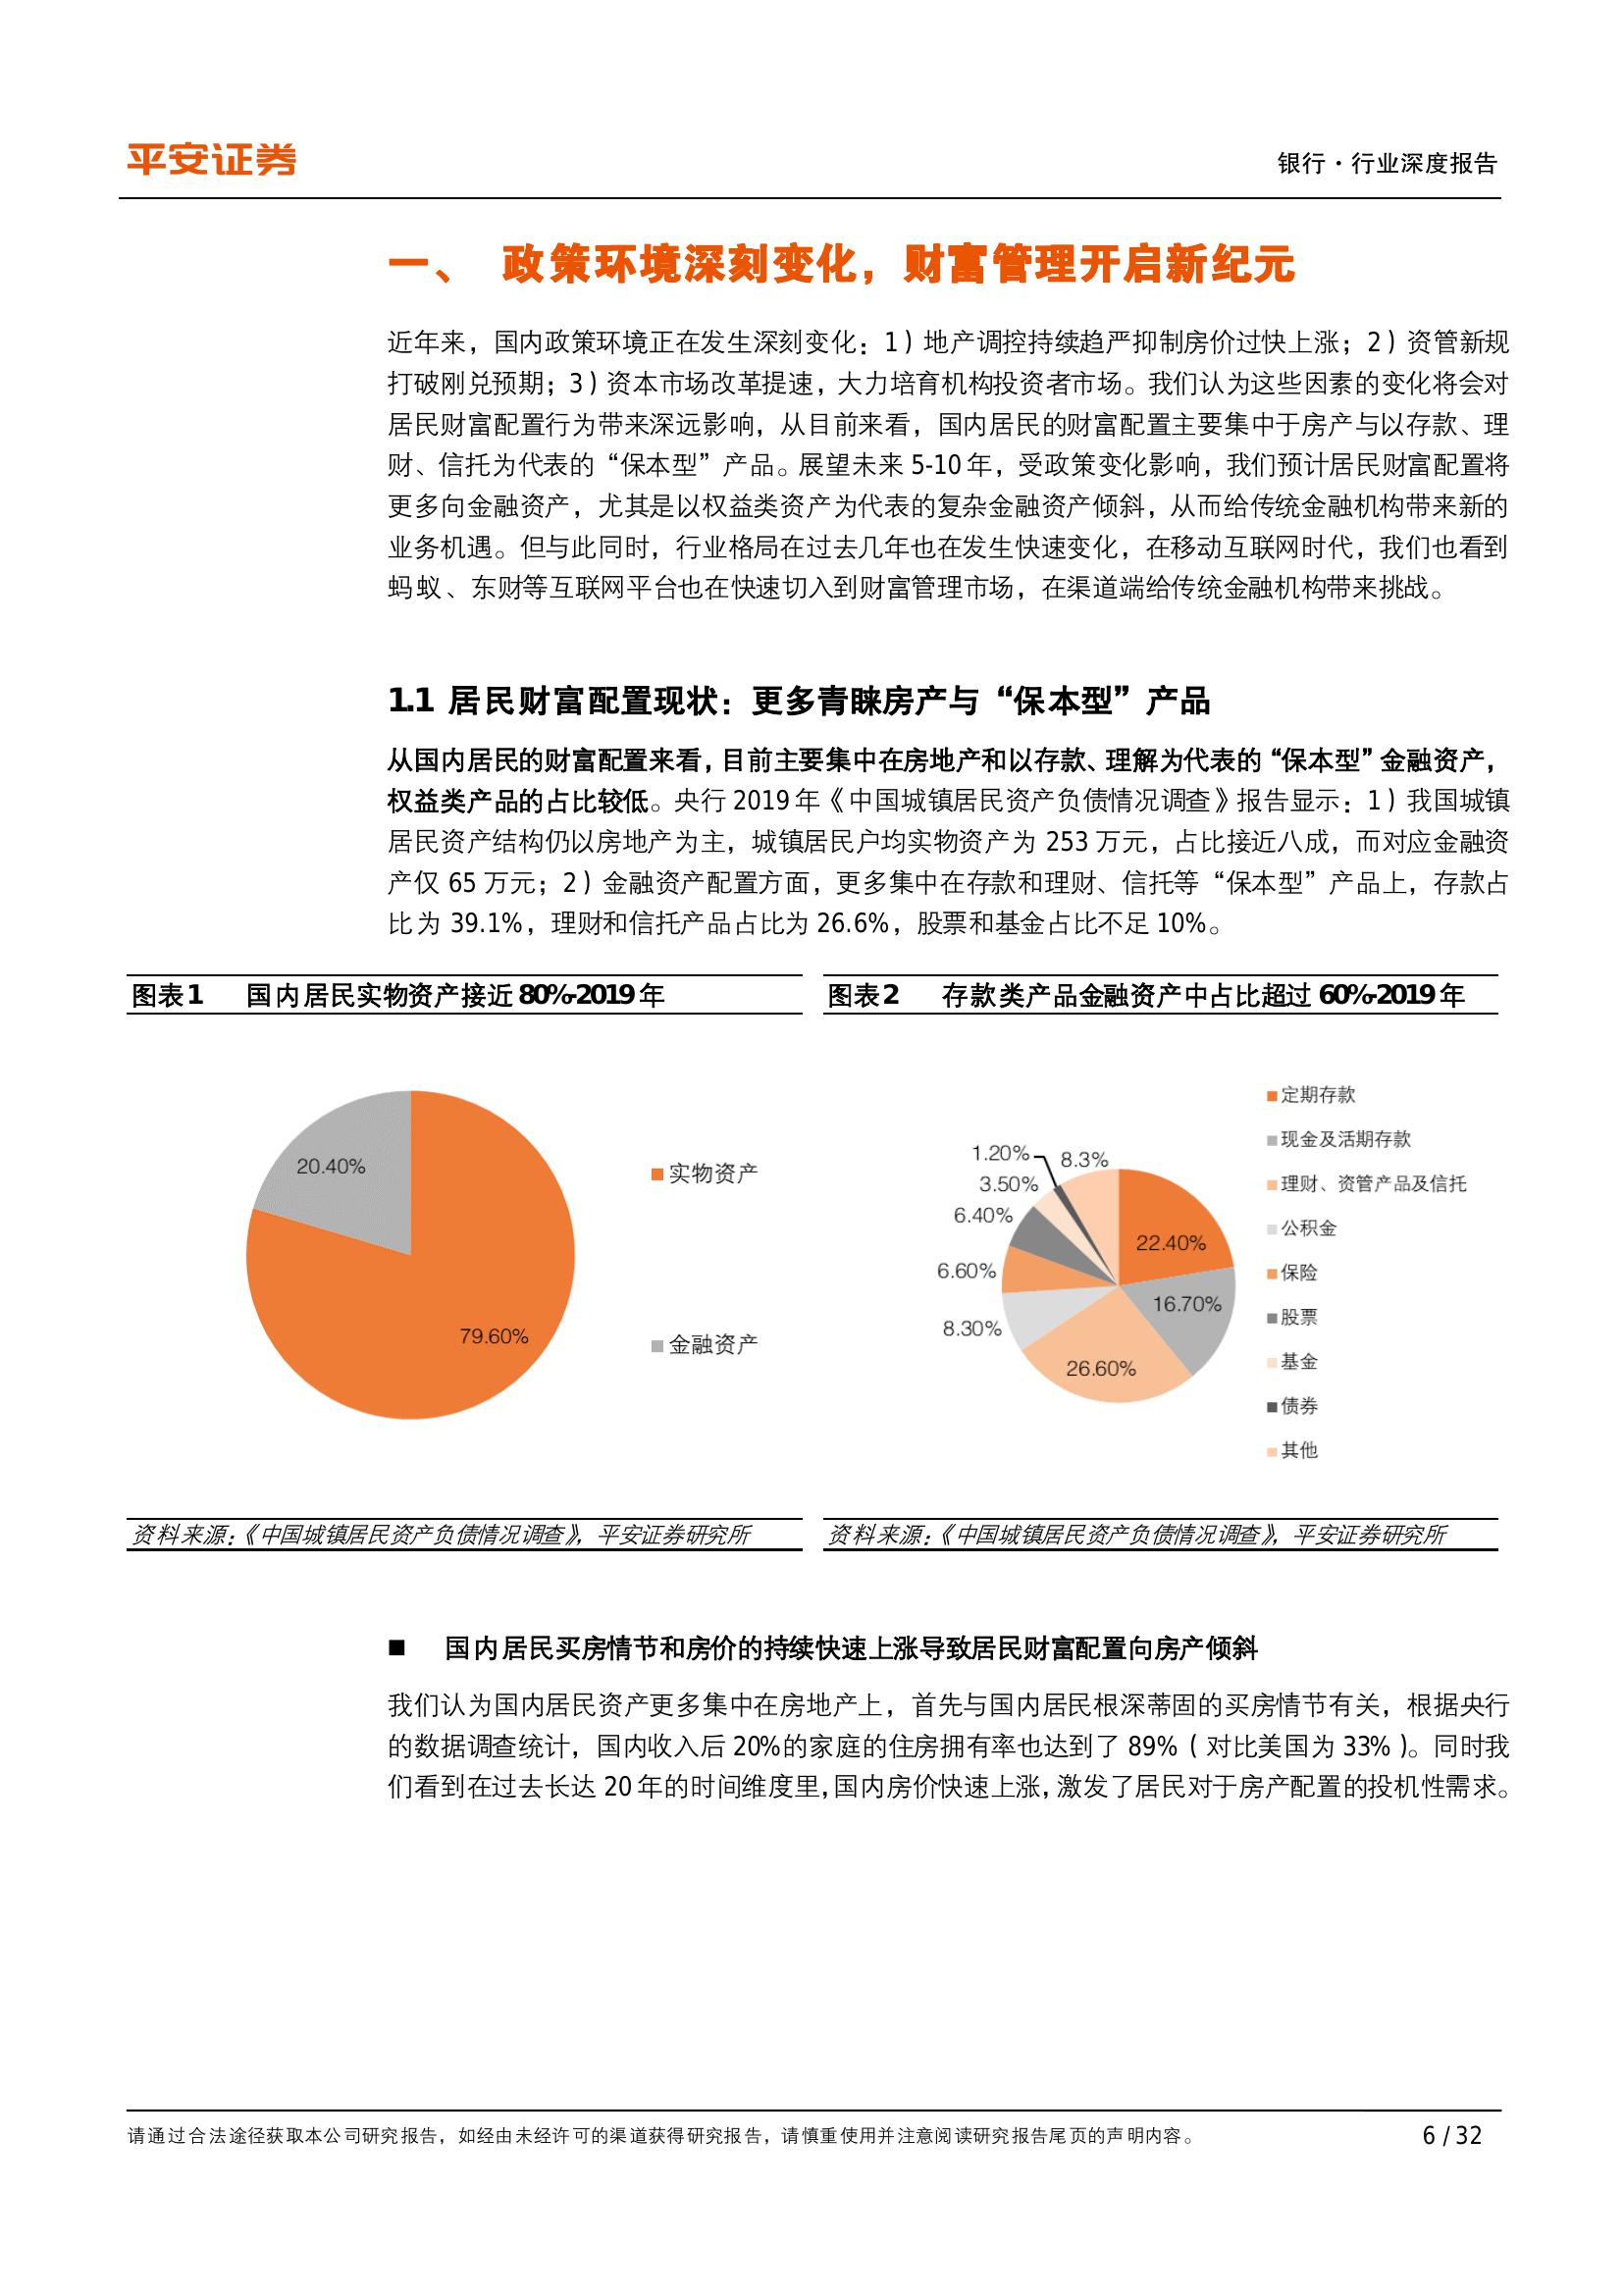 平安证券
银行·行业深度报告
一、 政策环境深刻变化，财富管理开启新纪元
近年来，国内政策环境正在发生深刻变化：1）地产调控持续趋严抑制房价过快上涨；2）资管新规
打破刚兑预期；3）资本市场改革提速，大力培育机构投资者市场。我们认为这些因素的变化将会对
居民财富配置行为带来深远影响，从目前来看，国内居民的财富配置主要集中于房产与以存款、理
财、信托为代表的“保本型”产品。展望未来 5-10 年，受政策变化影响，我们预计居民财富配置将
更多向金融资产，尤其是以权益类资产为代表的复杂金融资产倾斜，从而给传统金融机构带来新的
业务机遇。但与此同时，行业格局在过去几年也在发生快速变化，在移动互联网时代，我们也看到
蚂蚁、东财等互联网平台也在快速切入到财富管理市场，在渠道端给传统金融机构带来挑战。
1.1 居民财富配置现状：更多青睐房产与“保本型”产品
从国内居民的财富配置来看，目前主要集中在房地产和以存款、理解为代表的“保本型”金融资产，
权益类产品的占比较低。央行 2019 年《中国城镇居民资产负债情况调查》报告显示：1）我国城镇
居民资产结构仍以房地产为主，城镇居民户均实物资产为 253 万元，占比接近八成，而对应金融资
产仅 65 万元；2）金融资产配置方面，更多集中在存款和理财、信托等“保本型”产品上，存款占
比为 39.1%，理财和信托产品占比为 26.6%，股票和基金占比不足 10%。
图表1 国内居民实物资产接近 80%-2019 年
20.40%
79.60%
实物资产
金融资产
资料来源：《中国城镇居民资产负债情况调查》，平安证券研究所
图表2 存款类产品金融资产中占比超过 60%-2019 年
1.20%
8.3%
3.50%
6.40%
6.60%
8.30%
22.40%
16.70%
26.60%
定期存款
现金及活期存款
理财、资管产品及信托
公积金
保险
股票
基金
债券
其他
资料来源：《中国城镇居民资产负债情况调查》，平安证券研究所
■ 国内居民买房情节和房价的持续快速上涨导致居民财富配置向房产倾斜
我们认为国内居民资产更多集中在房地产上，首先与国内居民根深蒂固的买房情节有关，根据央行
的数据调查统计，国内收入后 20%的家庭的住房拥有率也达到了 89%（对比美国为 33%）。同时我
们看到在过去长达 20 年的时间维度里，国内房价快速上涨，激发了居民对于房产配置的投机性需求。
请通过合法途径获取本公司研究报告，如经由未经许可的渠道获得研究报告，请慎重使用并注意阅读研究报告尾页的声明内容。
6 / 32